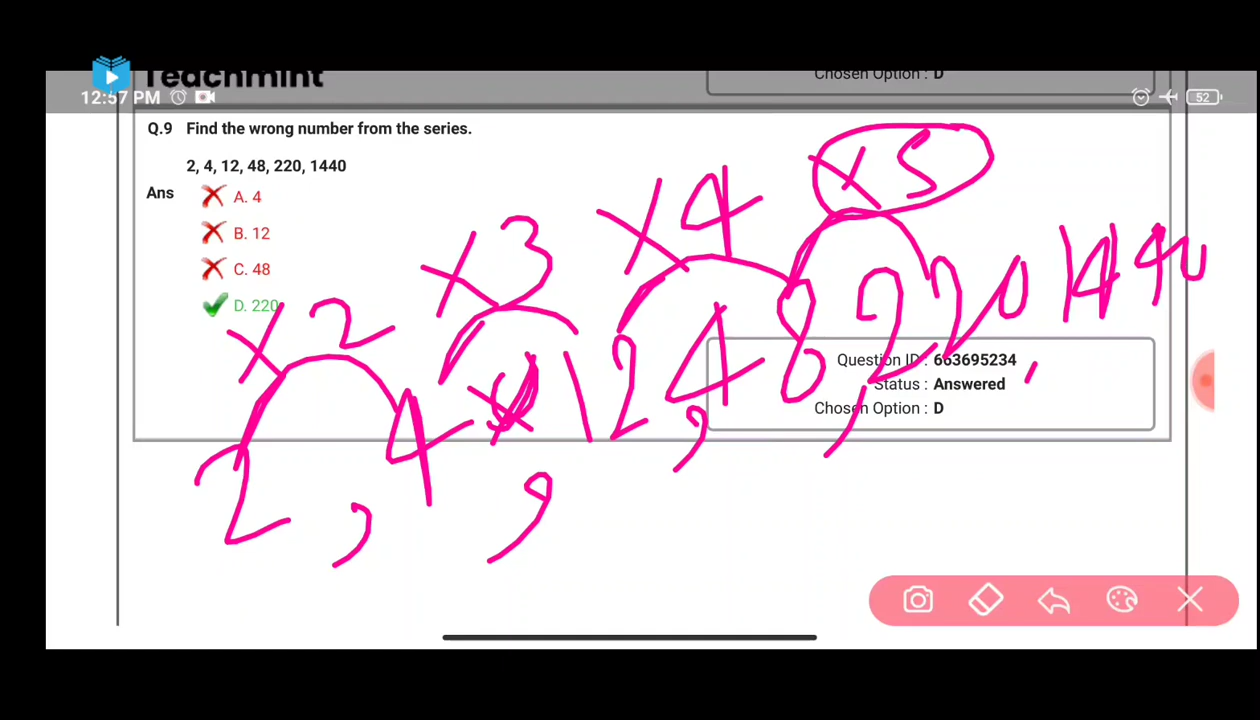 Teachmint
Chosen Option : D
12:57 PM
52
Q.9 Find the wrong number from the series.
2, 4, 12, 48, 220, 1440
Ans
A. 4
B. 12
C. 48
D. 220
×2 ×3 ×4 ×5
2, 4, 12, 48, 220, 1440
Question ID : 663695234
Status : Answered
Chosen Option : D